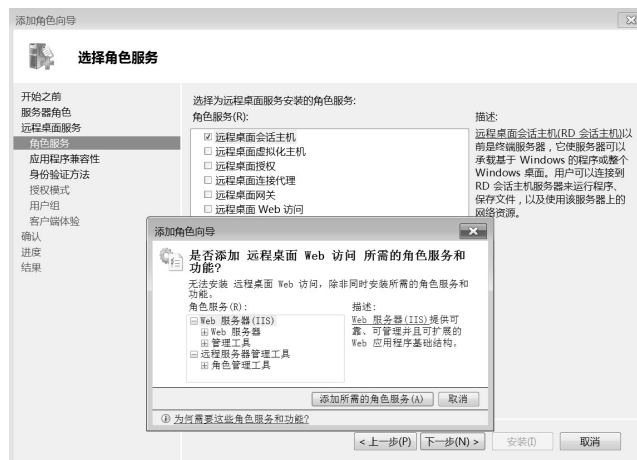 添加角色向导
选择角色服务
开始之前
服务器角色
远程桌面服务
角色服务
应用程序兼容性
身份验证方法
授权模式
用户组
客户端体验
确认
进度
结果
选择为远程桌面服务安装的角色服务:
角色服务(R):
远程桌面会话主机
远程桌面虚拟化主机
远程桌面授权
远程桌面连接代理
远程桌面网关
远程桌面 Web 访问
描述:
远程桌面会话主机(RD 会话主机)以
前是终端服务器，它使服务器可以
承载基于 Windows 的程序或整个
Windows 桌面。用户可以连接到
RD 会话主机服务器来运行程序、
保存文件，以及使用该服务器上的
网络资源。
添加角色向导
是否添加 远程桌面 Web 访问 所需的角色服务和
功能?
无法安装 远程桌面 Web 访问，除非同时安装所需的角色服务和
功能。
角色服务(R):
Web 服务器(IIS)
Web 服务器
管理工具
远程服务器管理工具
角色管理工具
描述:
Web 服务器(IIS)提供可
靠、可管理并且可扩展的
Web 应用程序基础结构。
添加所需的角色服务(A)
取消
为何需要这些角色服务和功能?
< 上一步(P)
下一步(N) >
安装(I)
取消